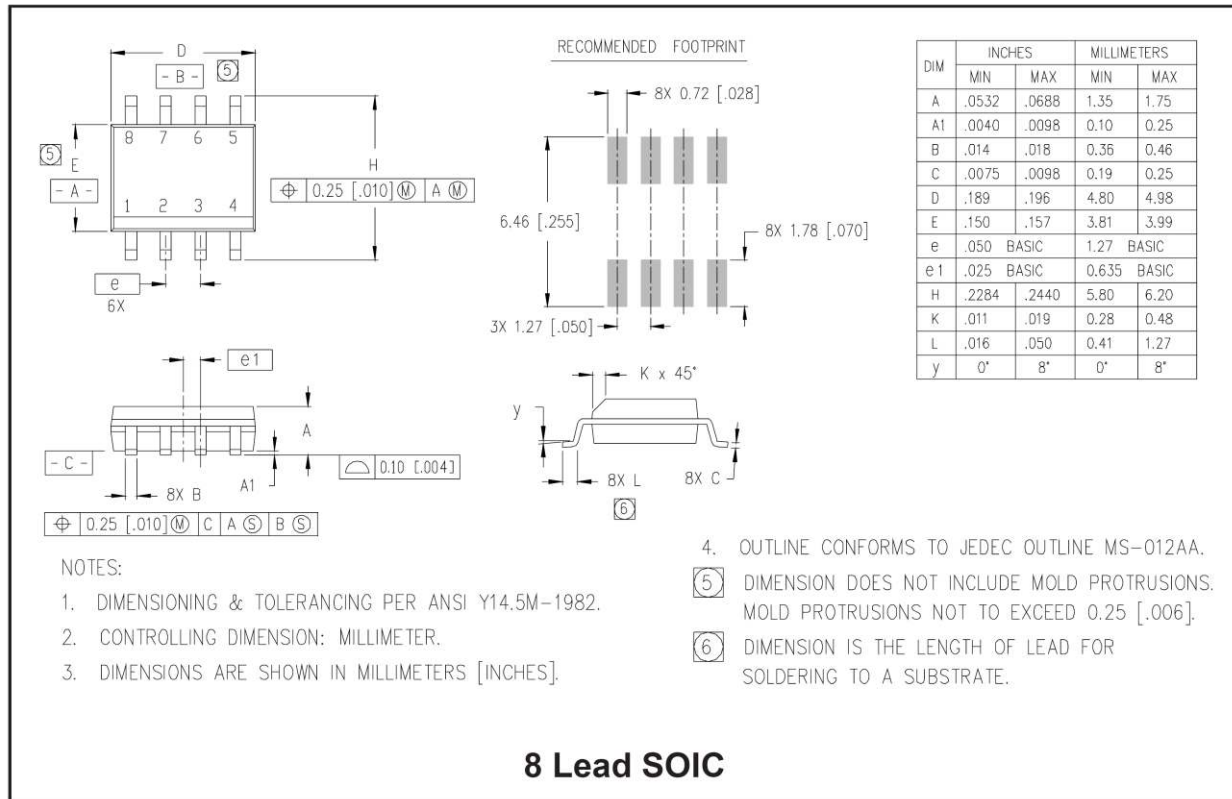 D
- B -
5
8 7 6 5
5
E
- A -
H
⌖ 0.25 [.010] Ⓜ A Ⓜ
1 2 3 4
e
6X
RECOMMENDED FOOTPRINT
8X 0.72 [.028]
6.46 [.255]
8X 1.78 [.070]
3X 1.27 [.050]
DIM INCHES MILLIMETERS
MIN MAX MIN MAX
A .0532 .0688 1.35 1.75
A1 .0040 .0098 0.10 0.25
B .014 .018 0.36 0.46
C .0075 .0098 0.19 0.25
D .189 .196 4.80 4.98
E .150 .157 3.81 3.99
e .050 BASIC 1.27 BASIC
e1 .025 BASIC 0.635 BASIC
H .2284 .2440 5.80 6.20
K .011 .019 0.28 0.48
L .016 .050 0.41 1.27
y 0° 8° 0° 8°
e1
A
- C -
8X B
A1
⌓ 0.10 [.004]
⌖ 0.25 [.010] Ⓜ C A Ⓢ B Ⓢ
K x 45°
y
8X L
8X C
6
NOTES:
1. DIMENSIONING & TOLERANCING PER ANSI Y14.5M-1982.
2. CONTROLLING DIMENSION: MILLIMETER.
3. DIMENSIONS ARE SHOWN IN MILLIMETERS [INCHES].
4. OUTLINE CONFORMS TO JEDEC OUTLINE MS-012AA.
5 DIMENSION DOES NOT INCLUDE MOLD PROTRUSIONS.
MOLD PROTRUSIONS NOT TO EXCEED 0.25 [.006].
6 DIMENSION IS THE LENGTH OF LEAD FOR
SOLDERING TO A SUBSTRATE.
8 Lead SOIC